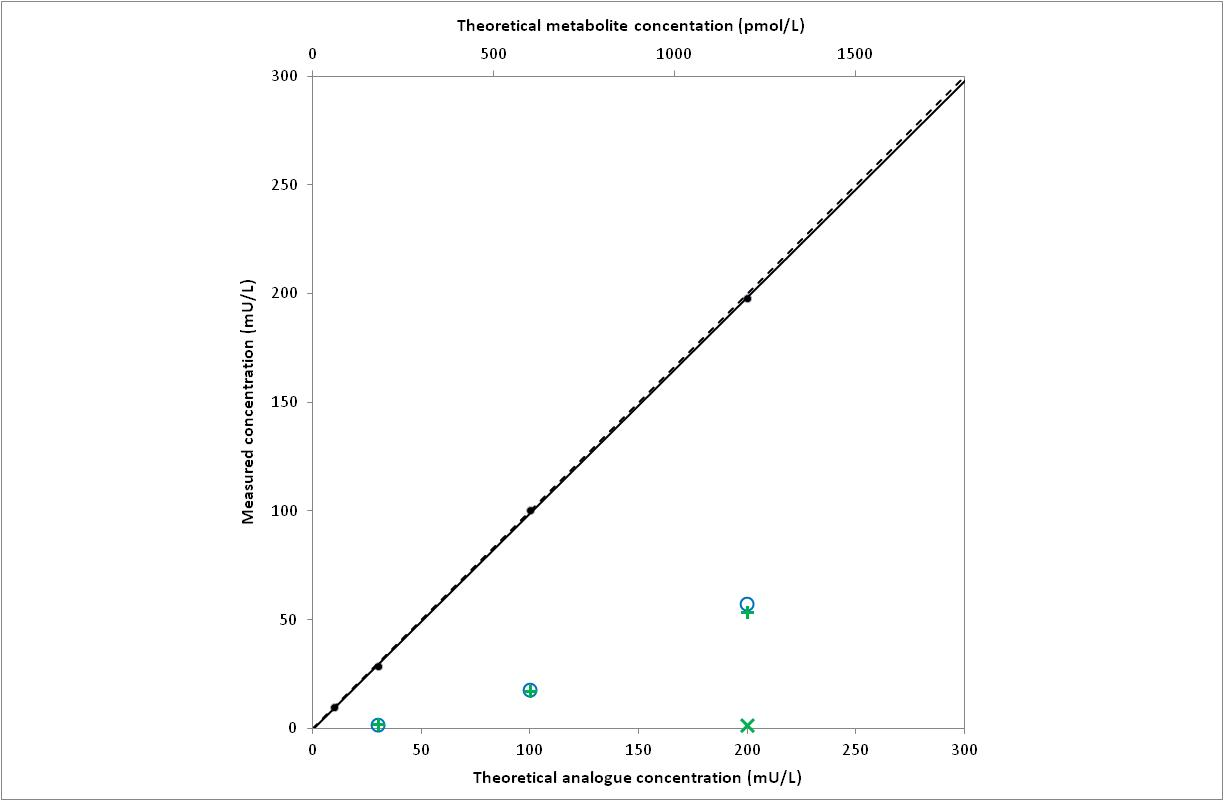 Theoretical metabolite concentation (pmol/L)
0 500 1000 1500
300
250
200
150
100
50
0
Measured concentration (mU/L)
0 50 100 150 200 250 300
Theoretical analogue concentration (mU/L)